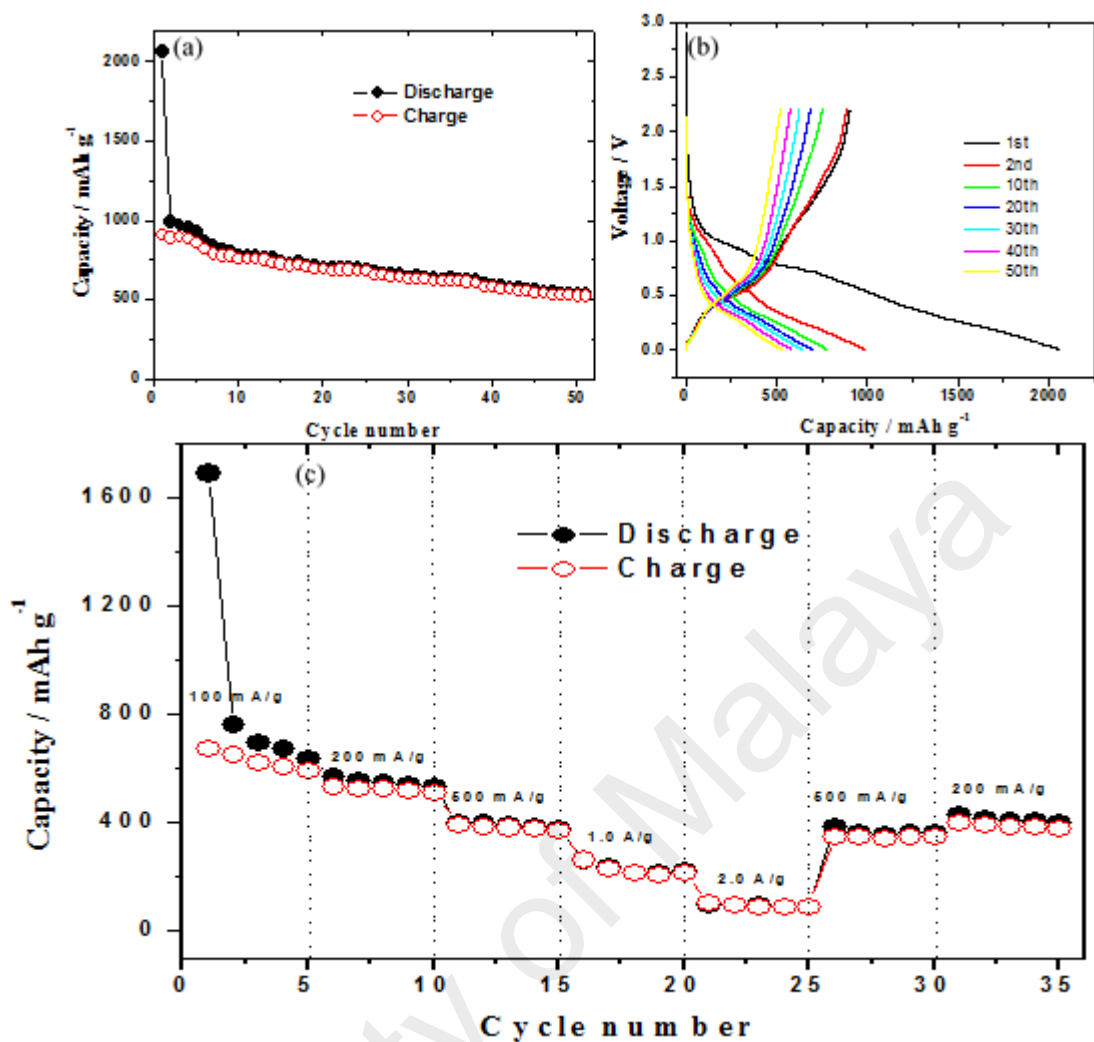 (a)
Discharge
Charge
Capacity / mAh g-1
2000
1500
1000
500
0
0 10 20 30 40 50
Cycle number
(b)
1st
2nd
10th
20th
30th
40th
50th
Voltage / V
3.0
2.5
2.0
1.5
1.0
0.5
0.0
0 500 1000 1500 2000
Capacity / mAh g-1
(c)
Discharge
Charge
Capacity / mAh g-1
1600
1200
800
400
0
100 mA/g
200 mA/g
500 mA/g
1.0 A/g
2.0 A/g
500 mA/g
200 mA/g
0 5 10 15 20 25 30 35
Cycle number
ty of Malaya